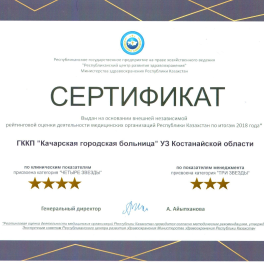 Республиканское государственное предприятие на праве хозяйственного ведения
"Республиканский центр развития здравоохранения"
Министерства здравоохранения Республики Казахстан
СЕРТИФИКАТ
Выдан на основании внешней независимой
рейтинговой оценки деятельности медицинских организаций Республики Казахстан по итогам 2018 года*
ГККП "Качарская городская больница" УЗ Костанайской области
по клиническим показателям
присвоена категория "ЧЕТЫРЕ ЗВЕЗДЫ"
по показателям менеджмента
присвоена категория "ТРИ ЗВЕЗДЫ"
Генеральный директор
А. Айыпханова